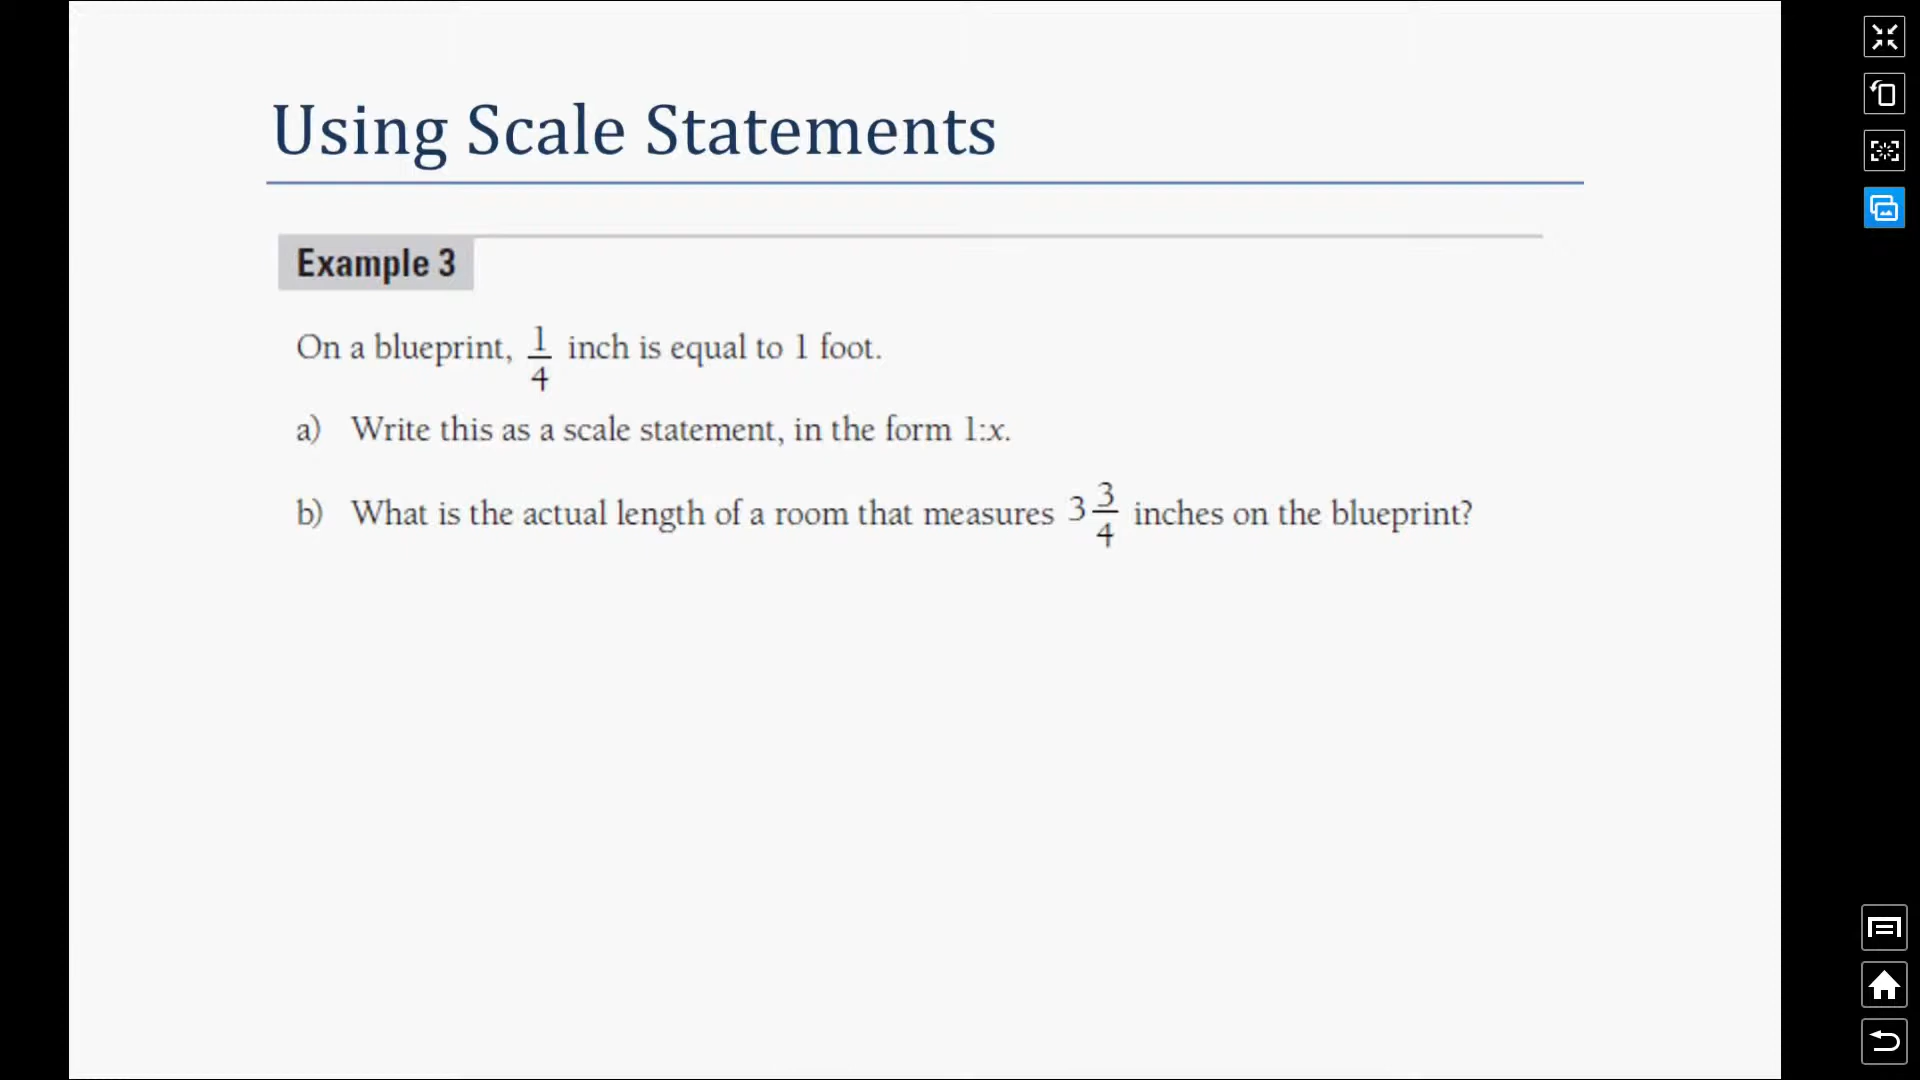 Using Scale Statements
Example 3
On a blueprint, 1/4 inch is equal to 1 foot.
a) Write this as a scale statement, in the form 1:x.
b) What is the actual length of a room that measures 3 3/4 inches on the blueprint?